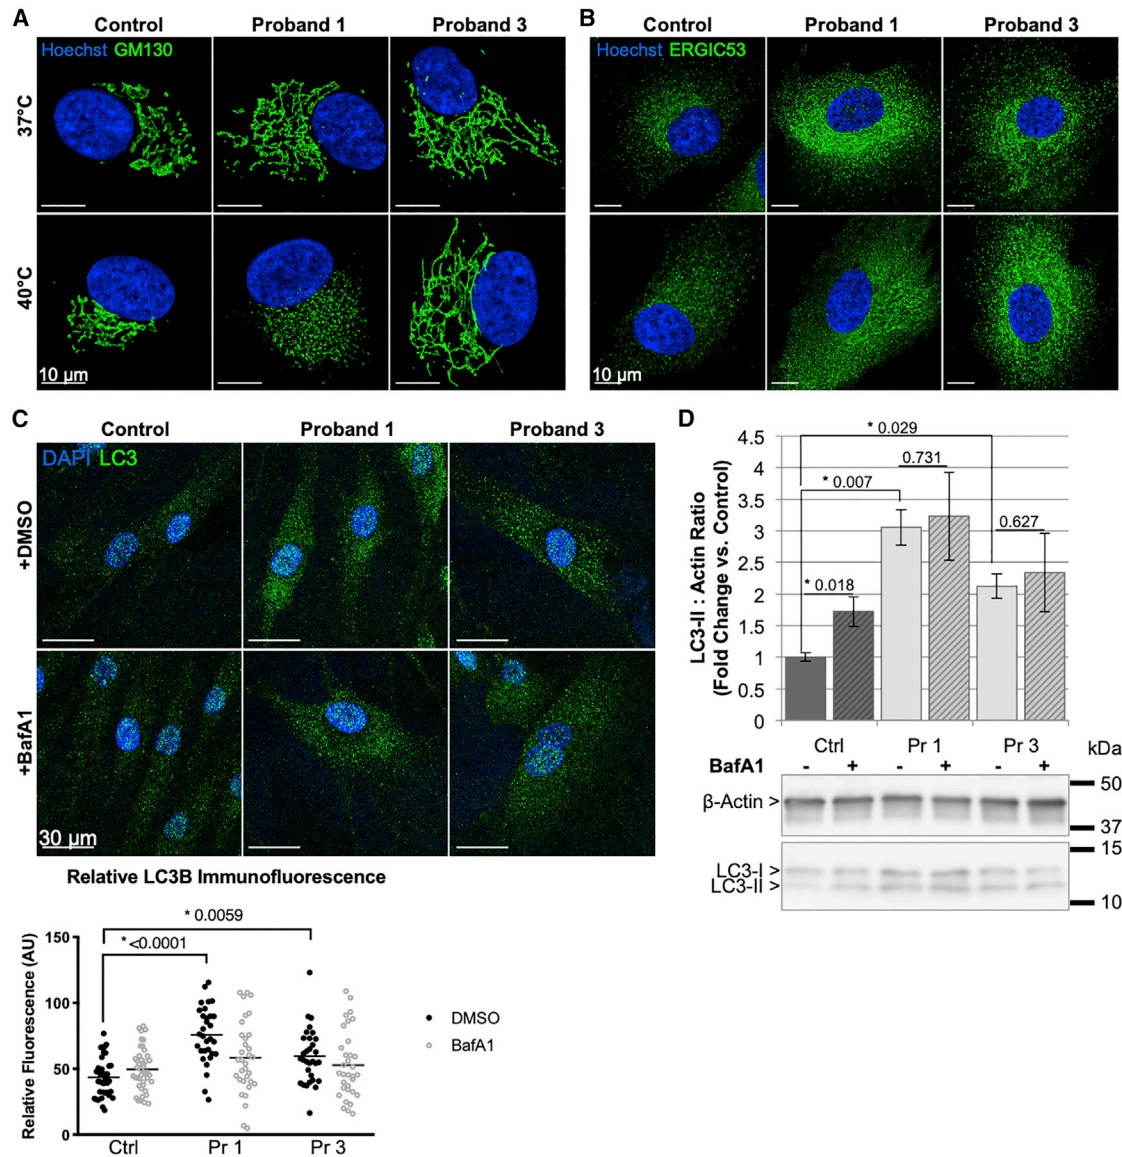 A
Control Proband 1 Proband 3
Hoechst GM130
37°C
40°C
10 µm
B
Control Proband 1 Proband 3
Hoechst ERGIC53
10 µm
C
Control Proband 1 Proband 3
DAPI LC3
+DMSO
+BafA1
30 µm
Relative LC3B Immunofluorescence
* 0.0059
* <0.0001
Relative Fluorescence (AU)
150
100
50
0
Ctrl Pr 1 Pr 3
DMSO
BafA1
D
LC3-II : Actin Ratio
(Fold Change vs. Control)
4.5
4
3.5
3
2.5
2
1.5
1
0.5
0
* 0.029
0.731
* 0.007
0.627
* 0.018
Ctrl Pr 1 Pr 3 kDa
BafA1 - + - + - +
β-Actin >
50
37
15
LC3-I >
LC3-II >
10